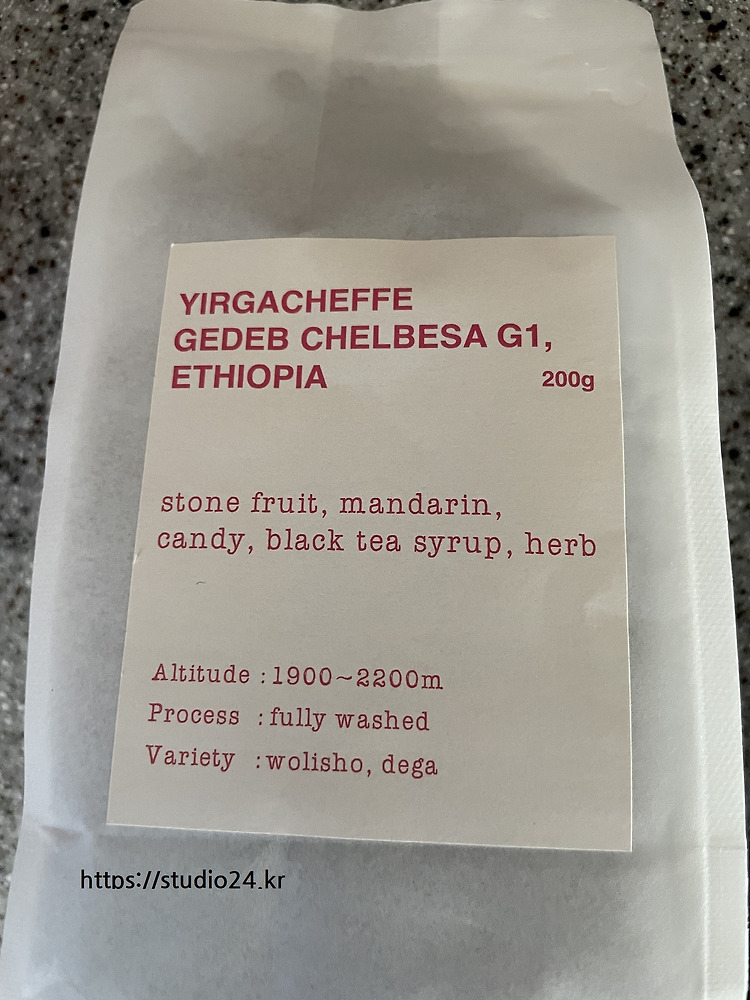 YIRGACHEFFE
GEDEB CHELBESA G1,
ETHIOPIA 200g
stone fruit, mandarin,
candy, black tea syrup, herb
Altitude : 1900~2200m
Process : fully washed
Variety : wolisho, dega
https://studio24.kr